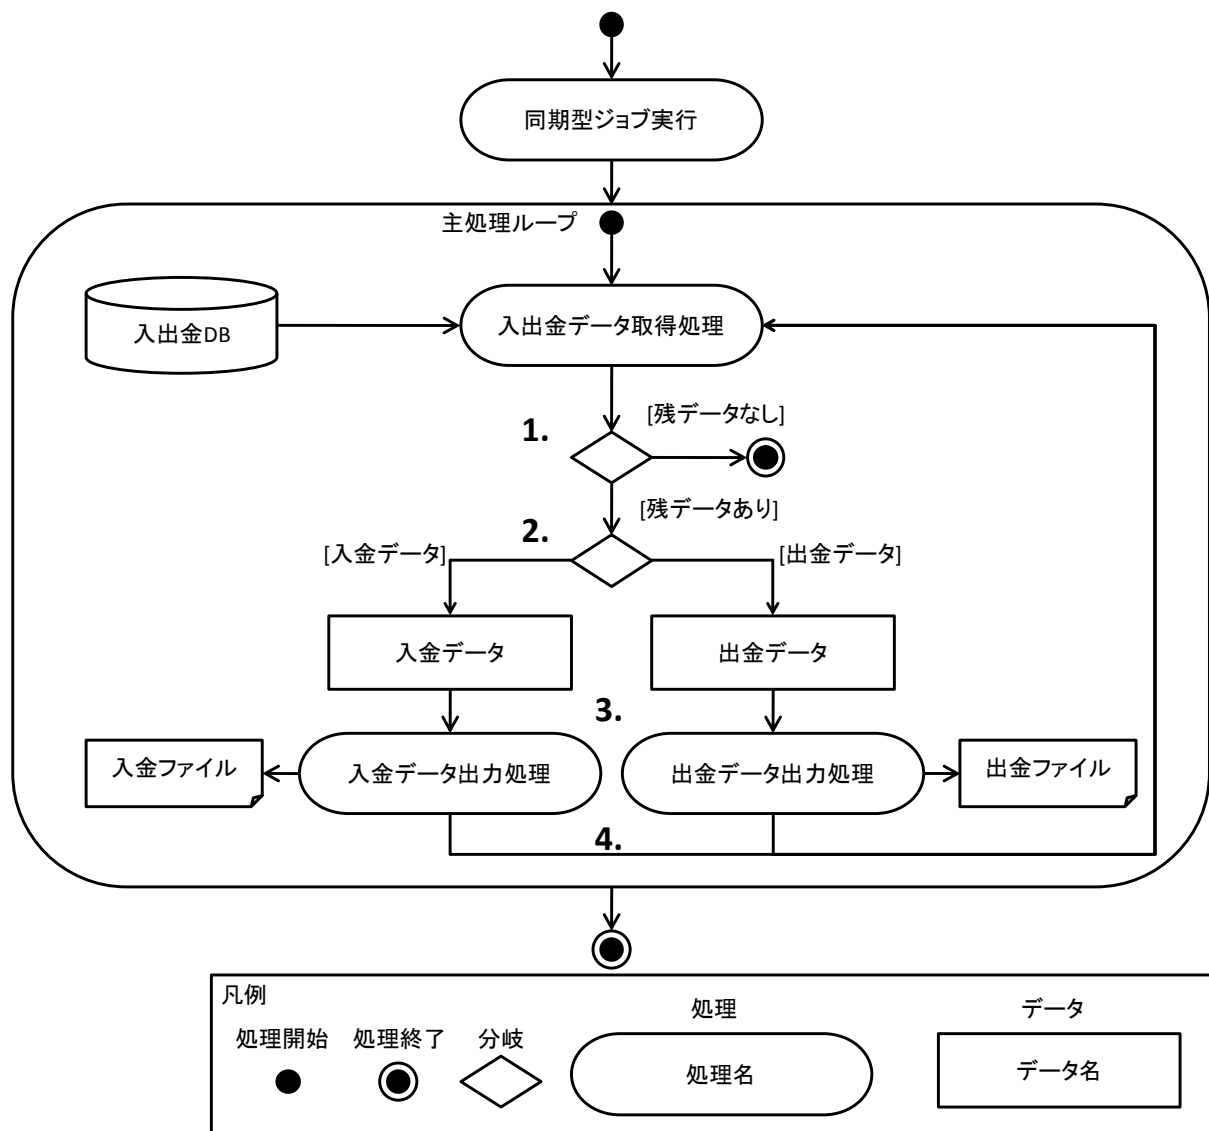 同期型ジョブ実行
主処理ループ
入出金DB
入出金データ取得処理
1.
[残データなし]
[残データあり]
2.
[入金データ]
[出金データ]
入金データ
出金データ
3.
入金ファイル
入金データ出力処理
出金データ出力処理
出金ファイル
4.
凡例
処理
データ
処理開始
処理終了
分岐
処理名
データ名